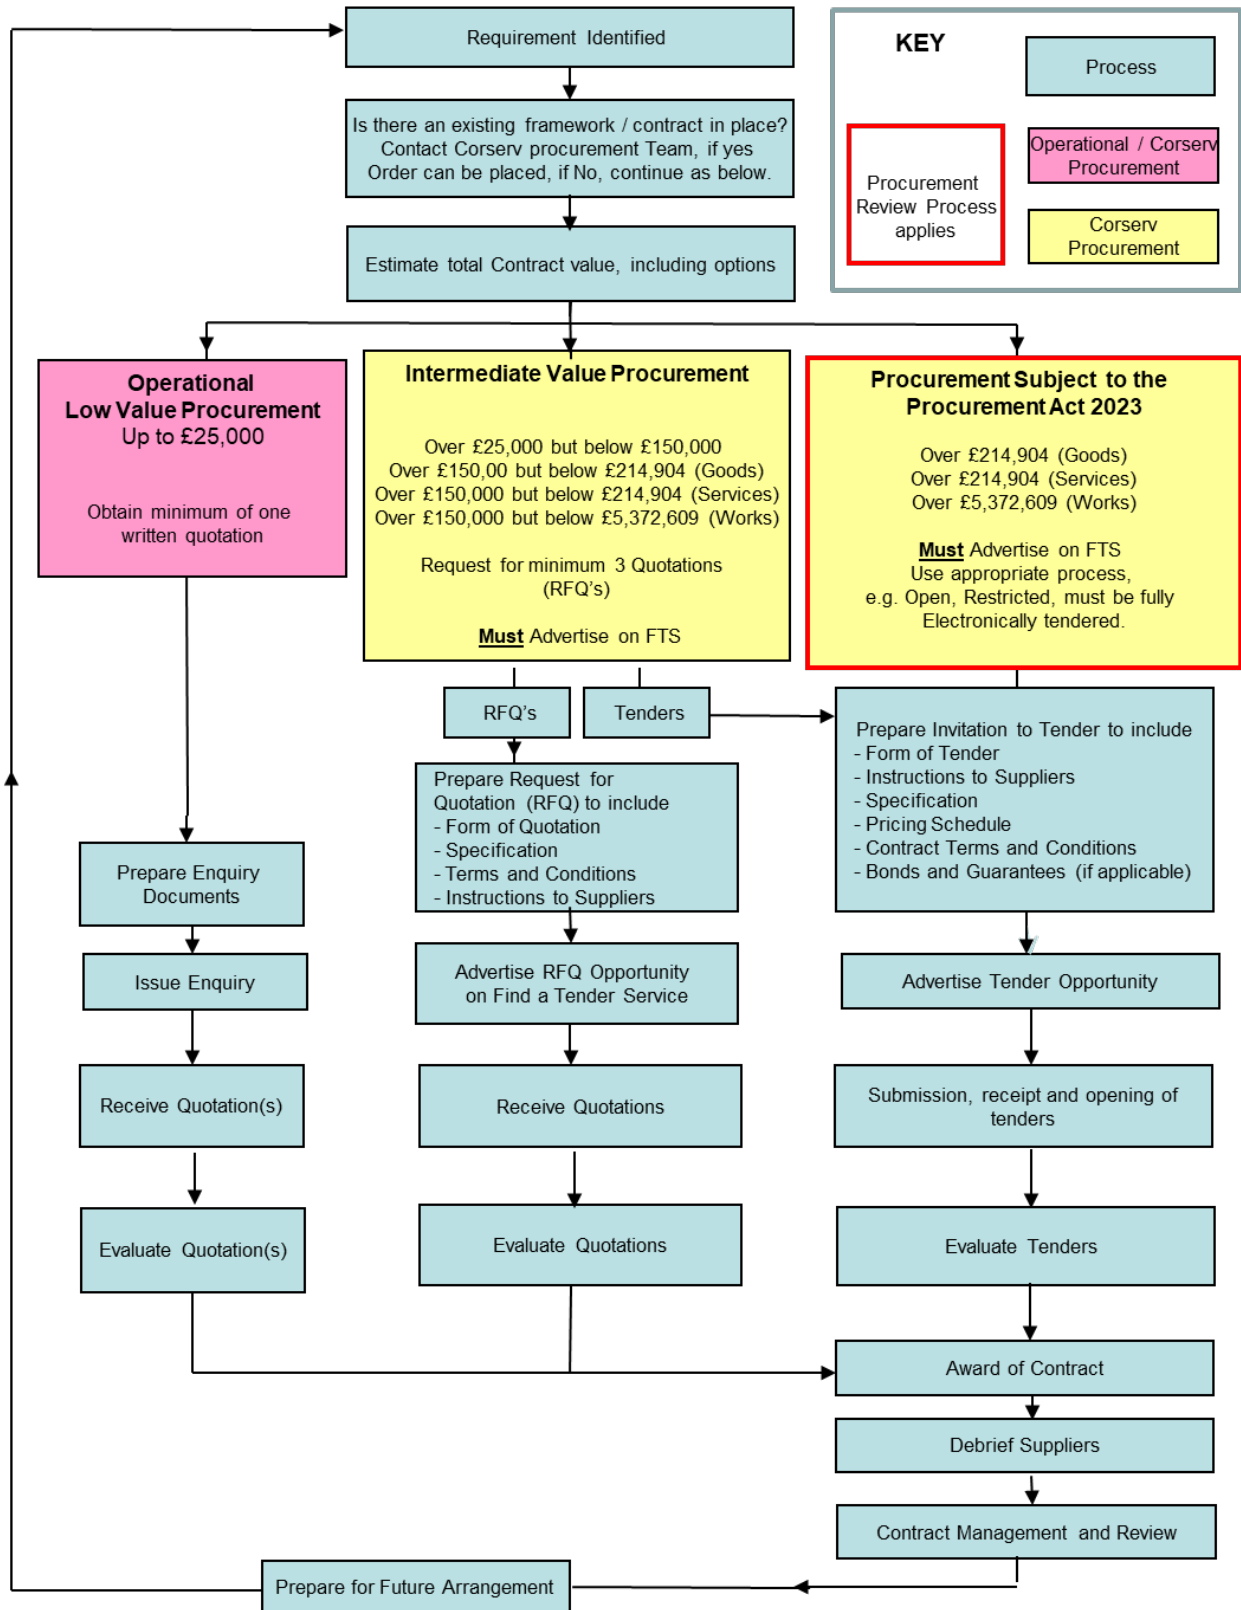 Requirement Identified
Is there an existing framework / contract in place?
Contact Corserv procurement Team, if yes
Order can be placed, if No, continue as below.
Estimate total Contract value, including options
KEY
Process
Operational / Corserv
Procurement
Procurement
Review Process
applies
Corserv
Procurement
Operational
Low Value Procurement
Up to £25,000
Obtain minimum of one
written quotation
Intermediate Value Procurement
Over £25,000 but below £150,000
Over £150,00 but below £214,904 (Goods)
Over £150,000 but below £214,904 (Services)
Over £150,000 but below £5,372,609 (Works)
Request for minimum 3 Quotations
(RFQ's)
Must Advertise on FTS
Procurement Subject to the
Procurement Act 2023
Over £214,904 (Goods)
Over £214,904 (Services)
Over £5,372,609 (Works)
Must Advertise on FTS
Use appropriate process,
e.g. Open, Restricted, must be fully
Electronically tendered.
RFQ's
Tenders
Prepare Enquiry
Documents
Issue Enquiry
Receive Quotation(s)
Evaluate Quotation(s)
Prepare Request for
Quotation (RFQ) to include
- Form of Quotation
- Specification
- Terms and Conditions
- Instructions to Suppliers
Advertise RFQ Opportunity
on Find a Tender Service
Receive Quotations
Evaluate Quotations
Prepare Invitation to Tender to include
- Form of Tender
- Instructions to Suppliers
- Specification
- Pricing Schedule
- Contract Terms and Conditions
- Bonds and Guarantees (if applicable)
Advertise Tender Opportunity
Submission, receipt and opening of
tenders
Evaluate Tenders
Award of Contract
Debrief Suppliers
Contract Management and Review
Prepare for Future Arrangement